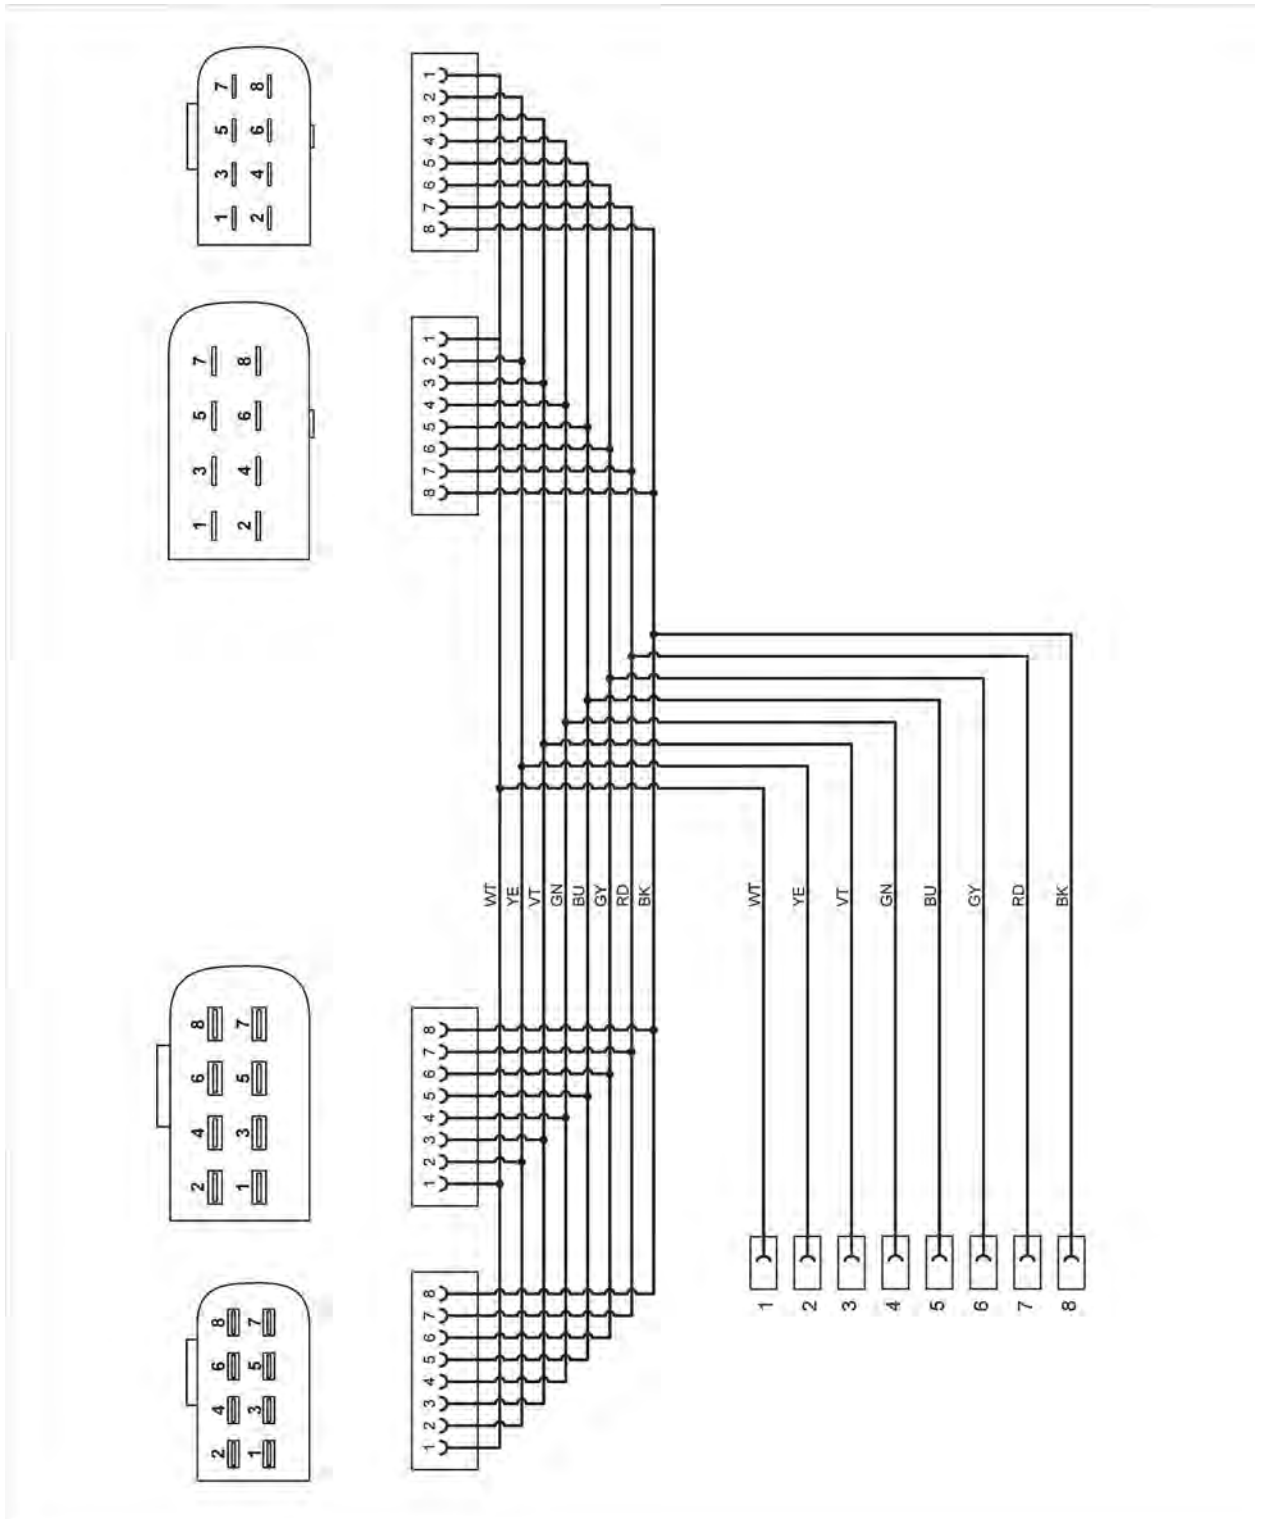 2 4 6 8
1 3 5 7
2 4 6 8
1 3 5 7
1 3 5 7
2 4 6 8
1 3 5 7
2 4 6 8
1 2 3 4 5 6 7 8
1 2 3 4 5 6 7 8
8 7 6 5 4 3 2 1
8 7 6 5 4 3 2 1
WT
YE
VT
GN
BU
GY
RD
BK
1 WT
2 YE
3 VT
4 GN
5 BU
6 GY
7 RD
8 BK